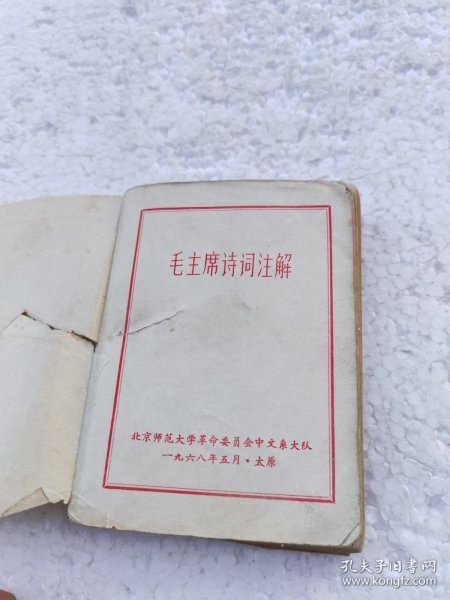 毛主席诗词注解
北京师范大学革命委员会中文系大队
一九六八年五月·太原
孔夫子旧书网
www.kongfz.com